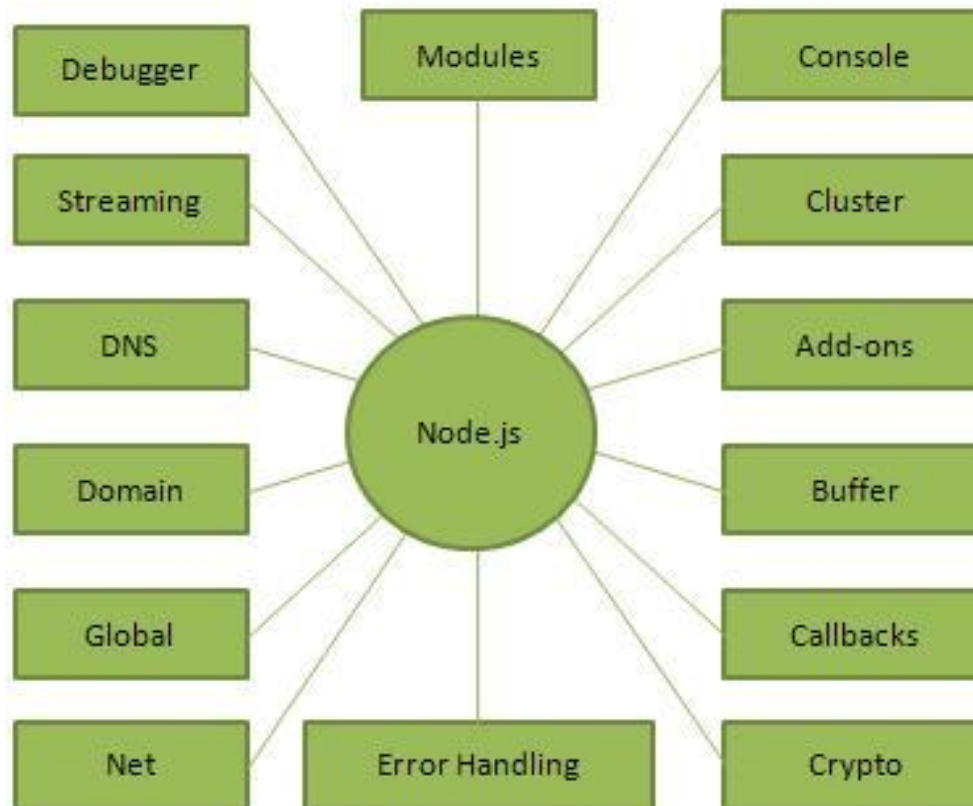 Debugger
Modules
Console
Streaming
Cluster
DNS
Add-ons
Node.js
Domain
Buffer
Global
Callbacks
Net
Error Handling
Crypto